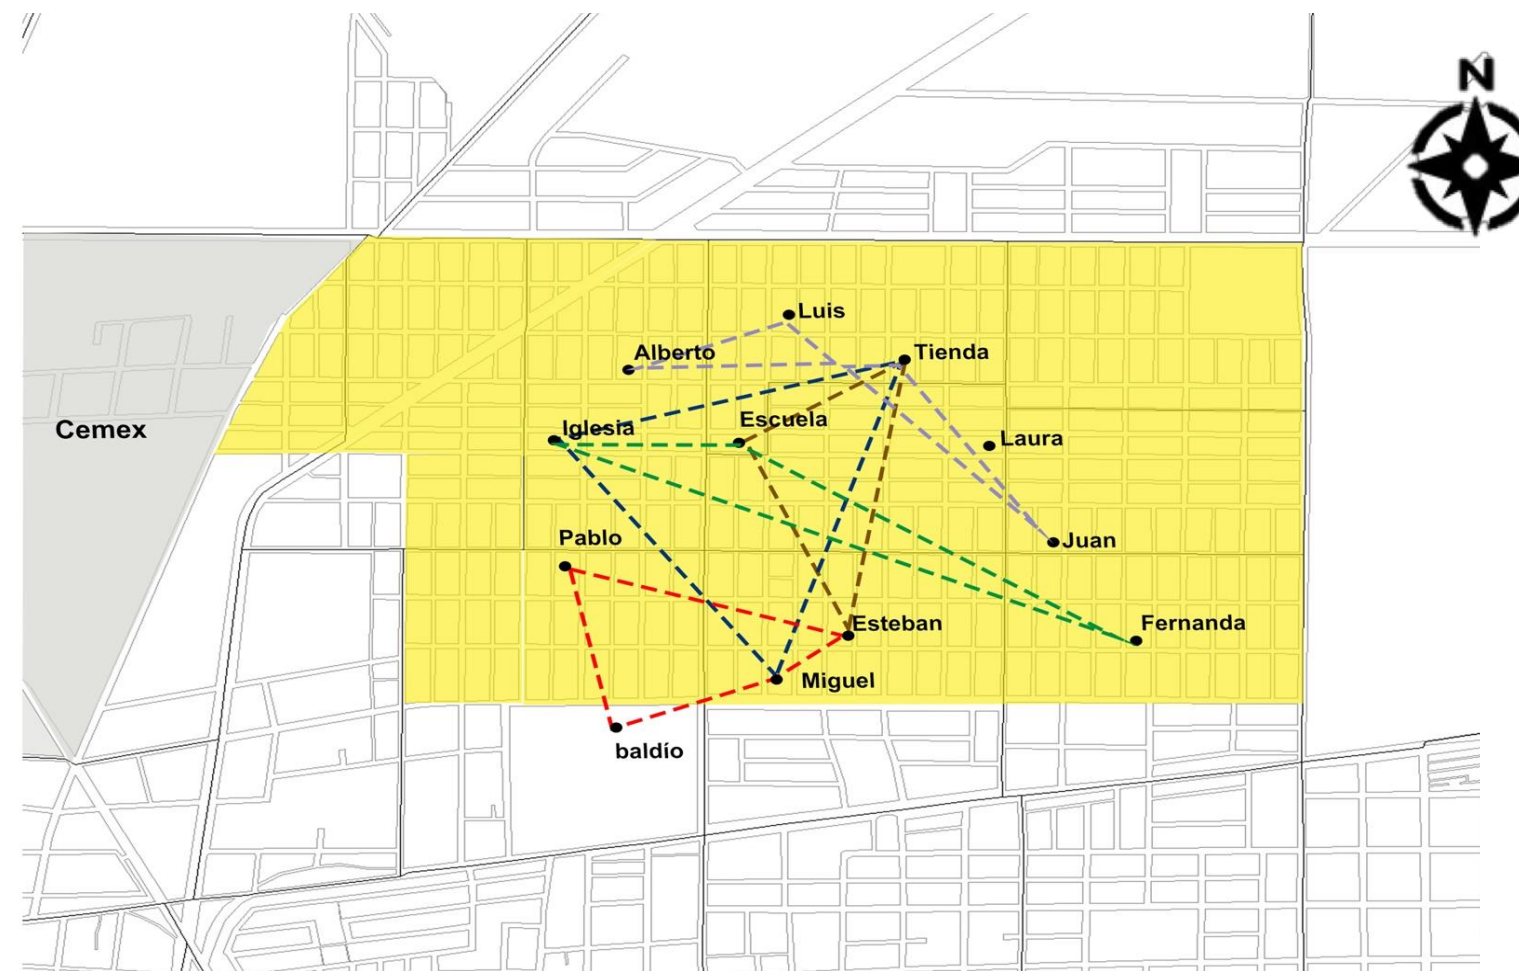 N
Luis
Alberto
Tienda
Iglesia
Escuela
Cemex
Laura
Pablo
Juan
Esteban
Fernanda
Miguel
baldío